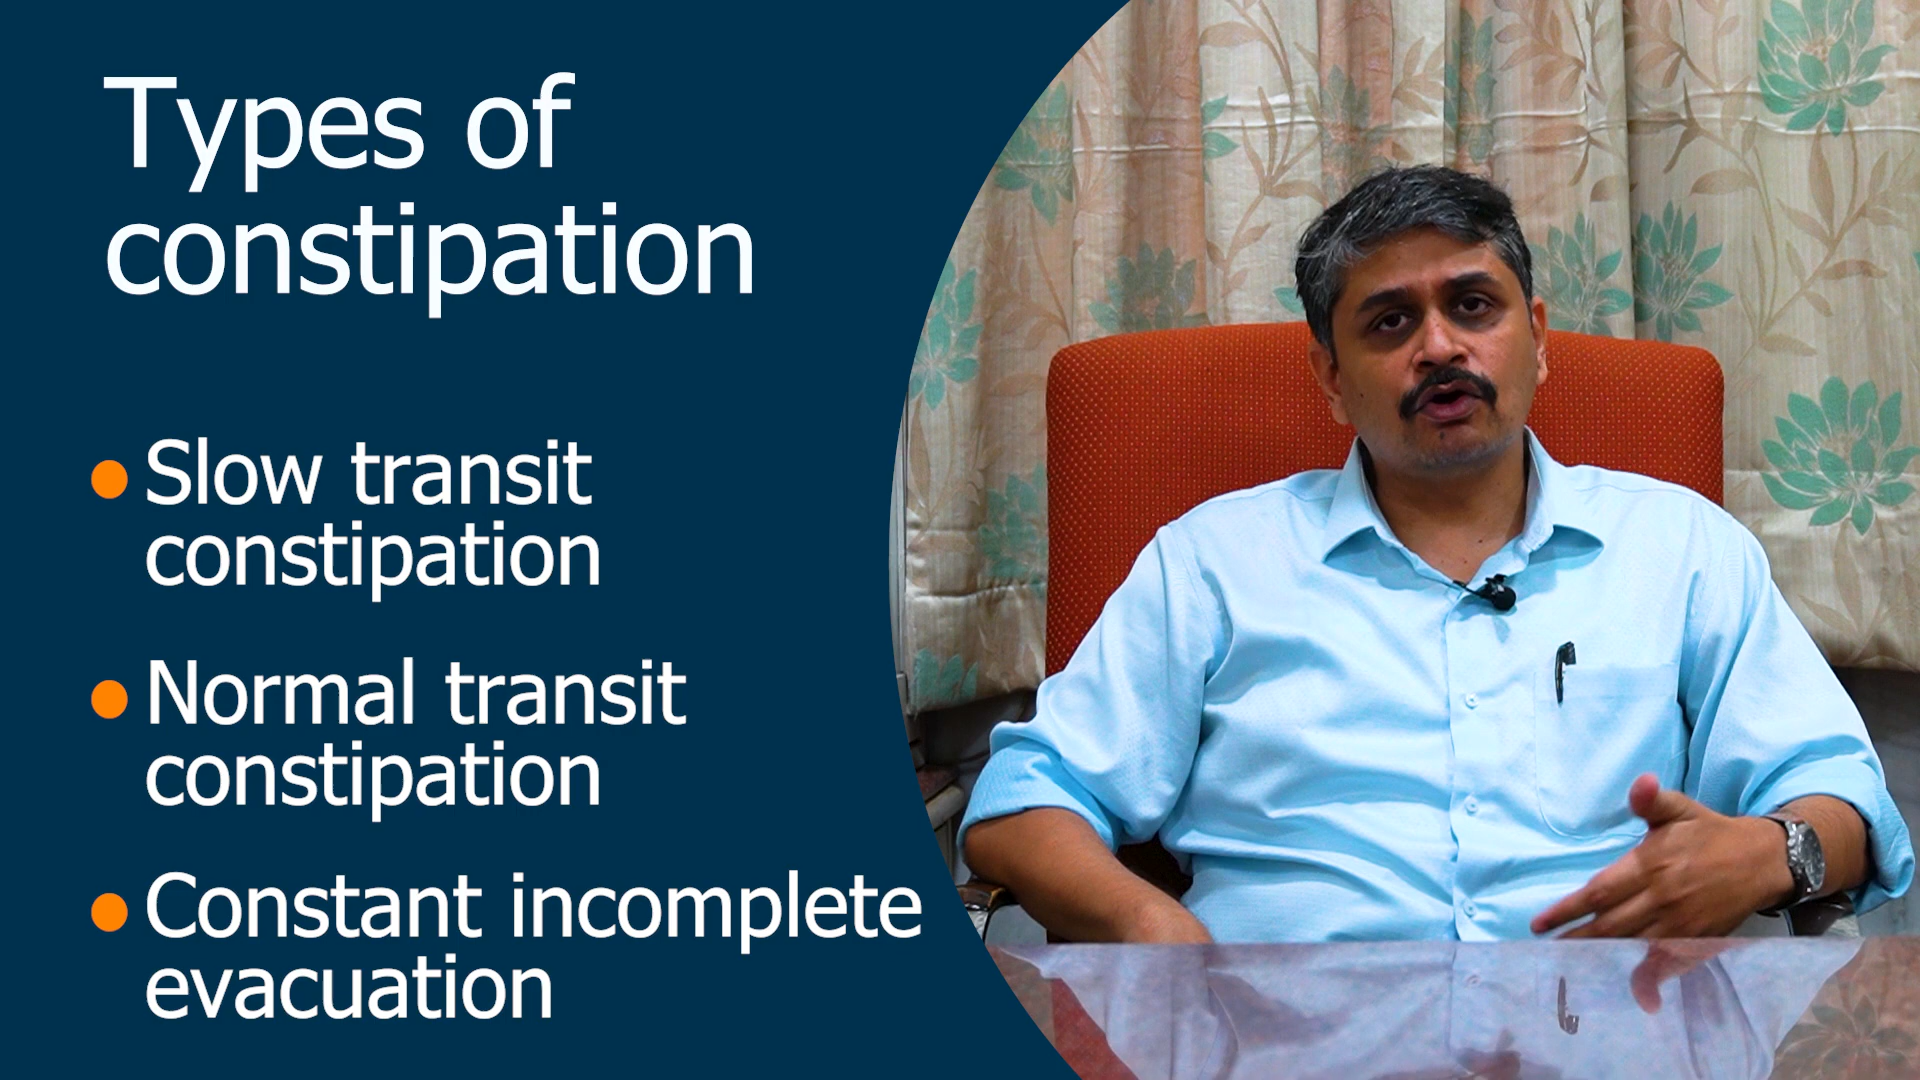 Types of
constipation
Slow transit
constipation
Normal transit
constipation
Constant incomplete
evacuation